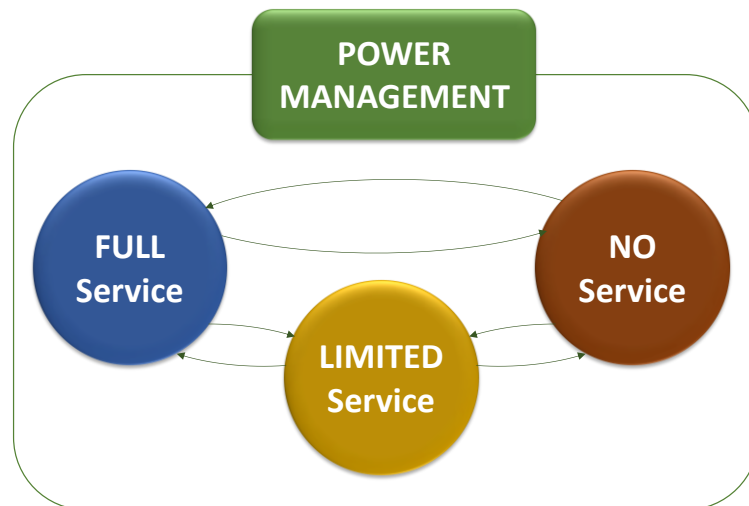 POWER
MANAGEMENT
FULL
Service
NO
Service
LIMITED
Service